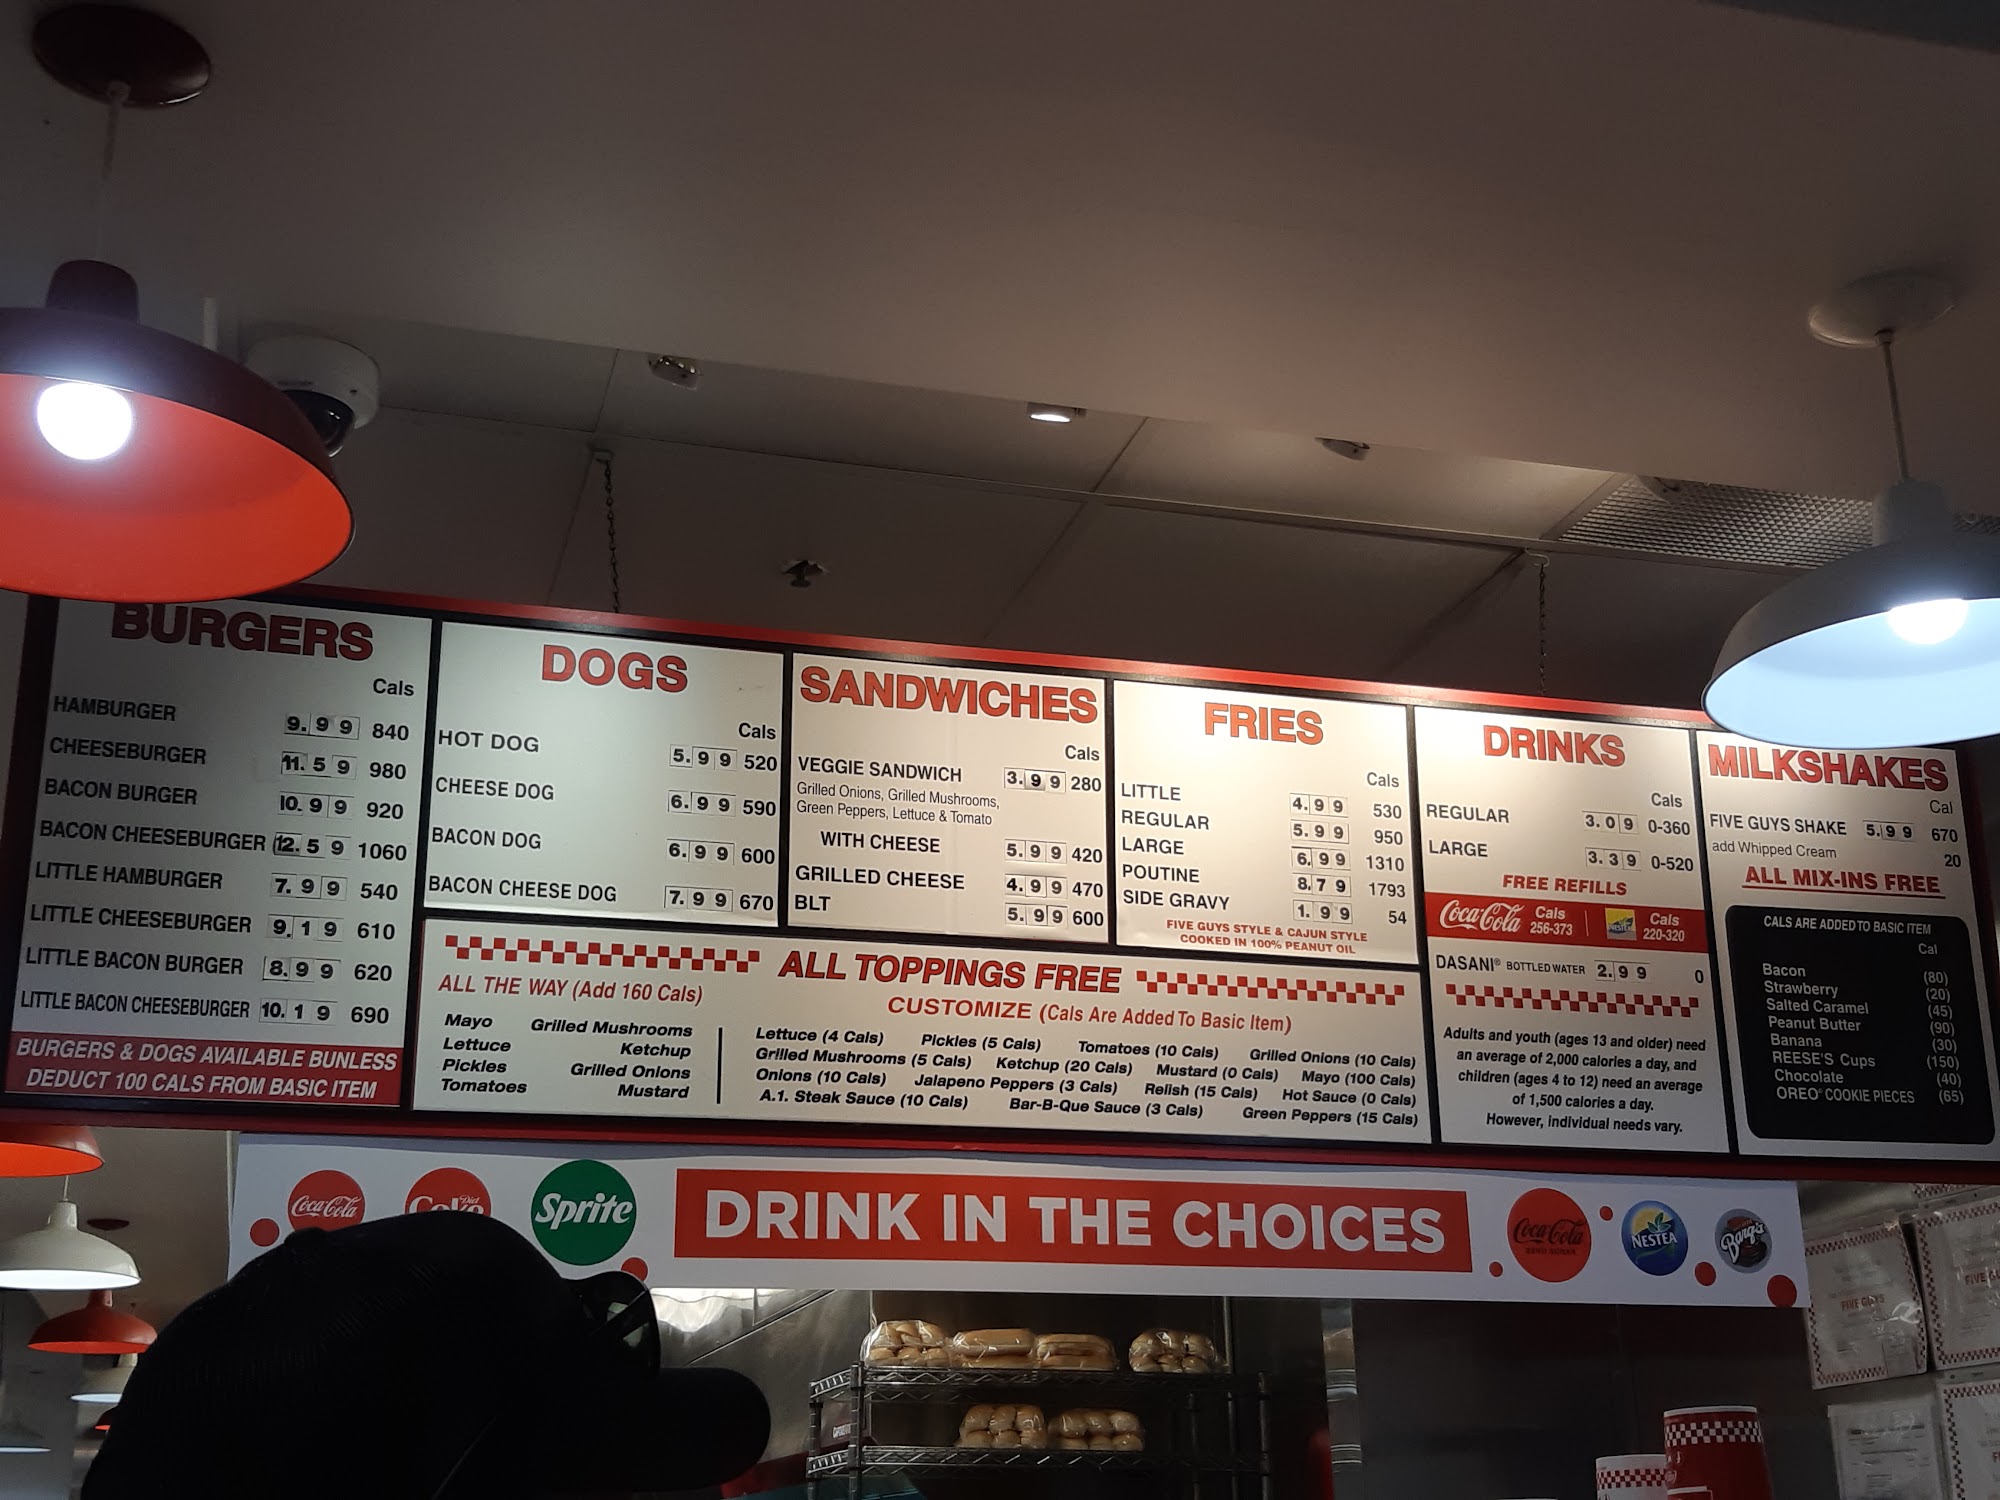 BURGERS
Cals
HAMBURGER 9.99 840
CHEESEBURGER 11.59 980
BACON BURGER 10.99 920
BACON CHEESEBURGER 12.59 1060
LITTLE HAMBURGER 7.99 540
LITTLE CHEESEBURGER 9.19 610
LITTLE BACON BURGER 8.99 620
LITTLE BACON CHEESEBURGER 10.19 690
BURGERS & DOGS AVAILABLE BUNLESS
DEDUCT 100 CALS FROM BASIC ITEM
DOGS
Cals
HOT DOG 5.99 520
CHEESE DOG 6.99 590
BACON DOG 6.99 600
BACON CHEESE DOG 7.99 670
SANDWICHES
Cals
VEGGIE SANDWICH 3.99 280
Grilled Onions, Grilled Mushrooms,
Green Peppers, Lettuce & Tomato
WITH CHEESE 5.99 420
GRILLED CHEESE 4.99 470
BLT 5.99 600
FRIES
Cals
LITTLE 4.99 530
REGULAR 5.99 950
LARGE 6.99 1310
POUTINE 8.79 1793
SIDE GRAVY 1.99 54
FIVE GUYS STYLE & CAJUN STYLE
COOKED IN 100% PEANUT OIL
ALL TOPPINGS FREE
ALL THE WAY (Add 160 Cals)
Mayo Grilled Mushrooms
Lettuce Ketchup
Pickles Grilled Onions
Tomatoes Mustard
CUSTOMIZE (Cals Are Added To Basic Item)
Lettuce (4 Cals) Pickles (5 Cals) Tomatoes (10 Cals) Grilled Onions (10 Cals)
Grilled Mushrooms (5 Cals) Ketchup (20 Cals) Mustard (0 Cals) Mayo (100 Cals)
Onions (10 Cals) Jalapeno Peppers (3 Cals) Relish (15 Cals) Hot Sauce (0 Cals)
A.1. Steak Sauce (10 Cals) Bar-B-Que Sauce (3 Cals) Green Peppers (15 Cals)
DRINKS
Cals
REGULAR 3.09 0-360
LARGE 3.39 0-520
FREE REFILLS
Coca-Cola Cals 256-373 NESTEA Cals 220-320
DASANI® BOTTLED WATER 2.99 0
Adults and youth (ages 13 and older) need
an average of 2,000 calories a day, and
children (ages 4 to 12) need an average
of 1,500 calories a day.
However, individual needs vary.
MILKSHAKES
Cal
FIVE GUYS SHAKE 5.99 670
add Whipped Cream 20
ALL MIX-INS FREE
CALS ARE ADDED TO BASIC ITEM
Cal
Bacon (80)
Strawberry (20)
Salted Caramel (45)
Peanut Butter (90)
Banana (30)
REESE'S Cups (150)
Chocolate (40)
OREO® COOKIE PIECES (65)
Coca-Cola
Diet Coke
Sprite
DRINK IN THE CHOICES
Coca-Cola
ZERO SUGAR
NESTEA
Barq's
FIVE GUYS